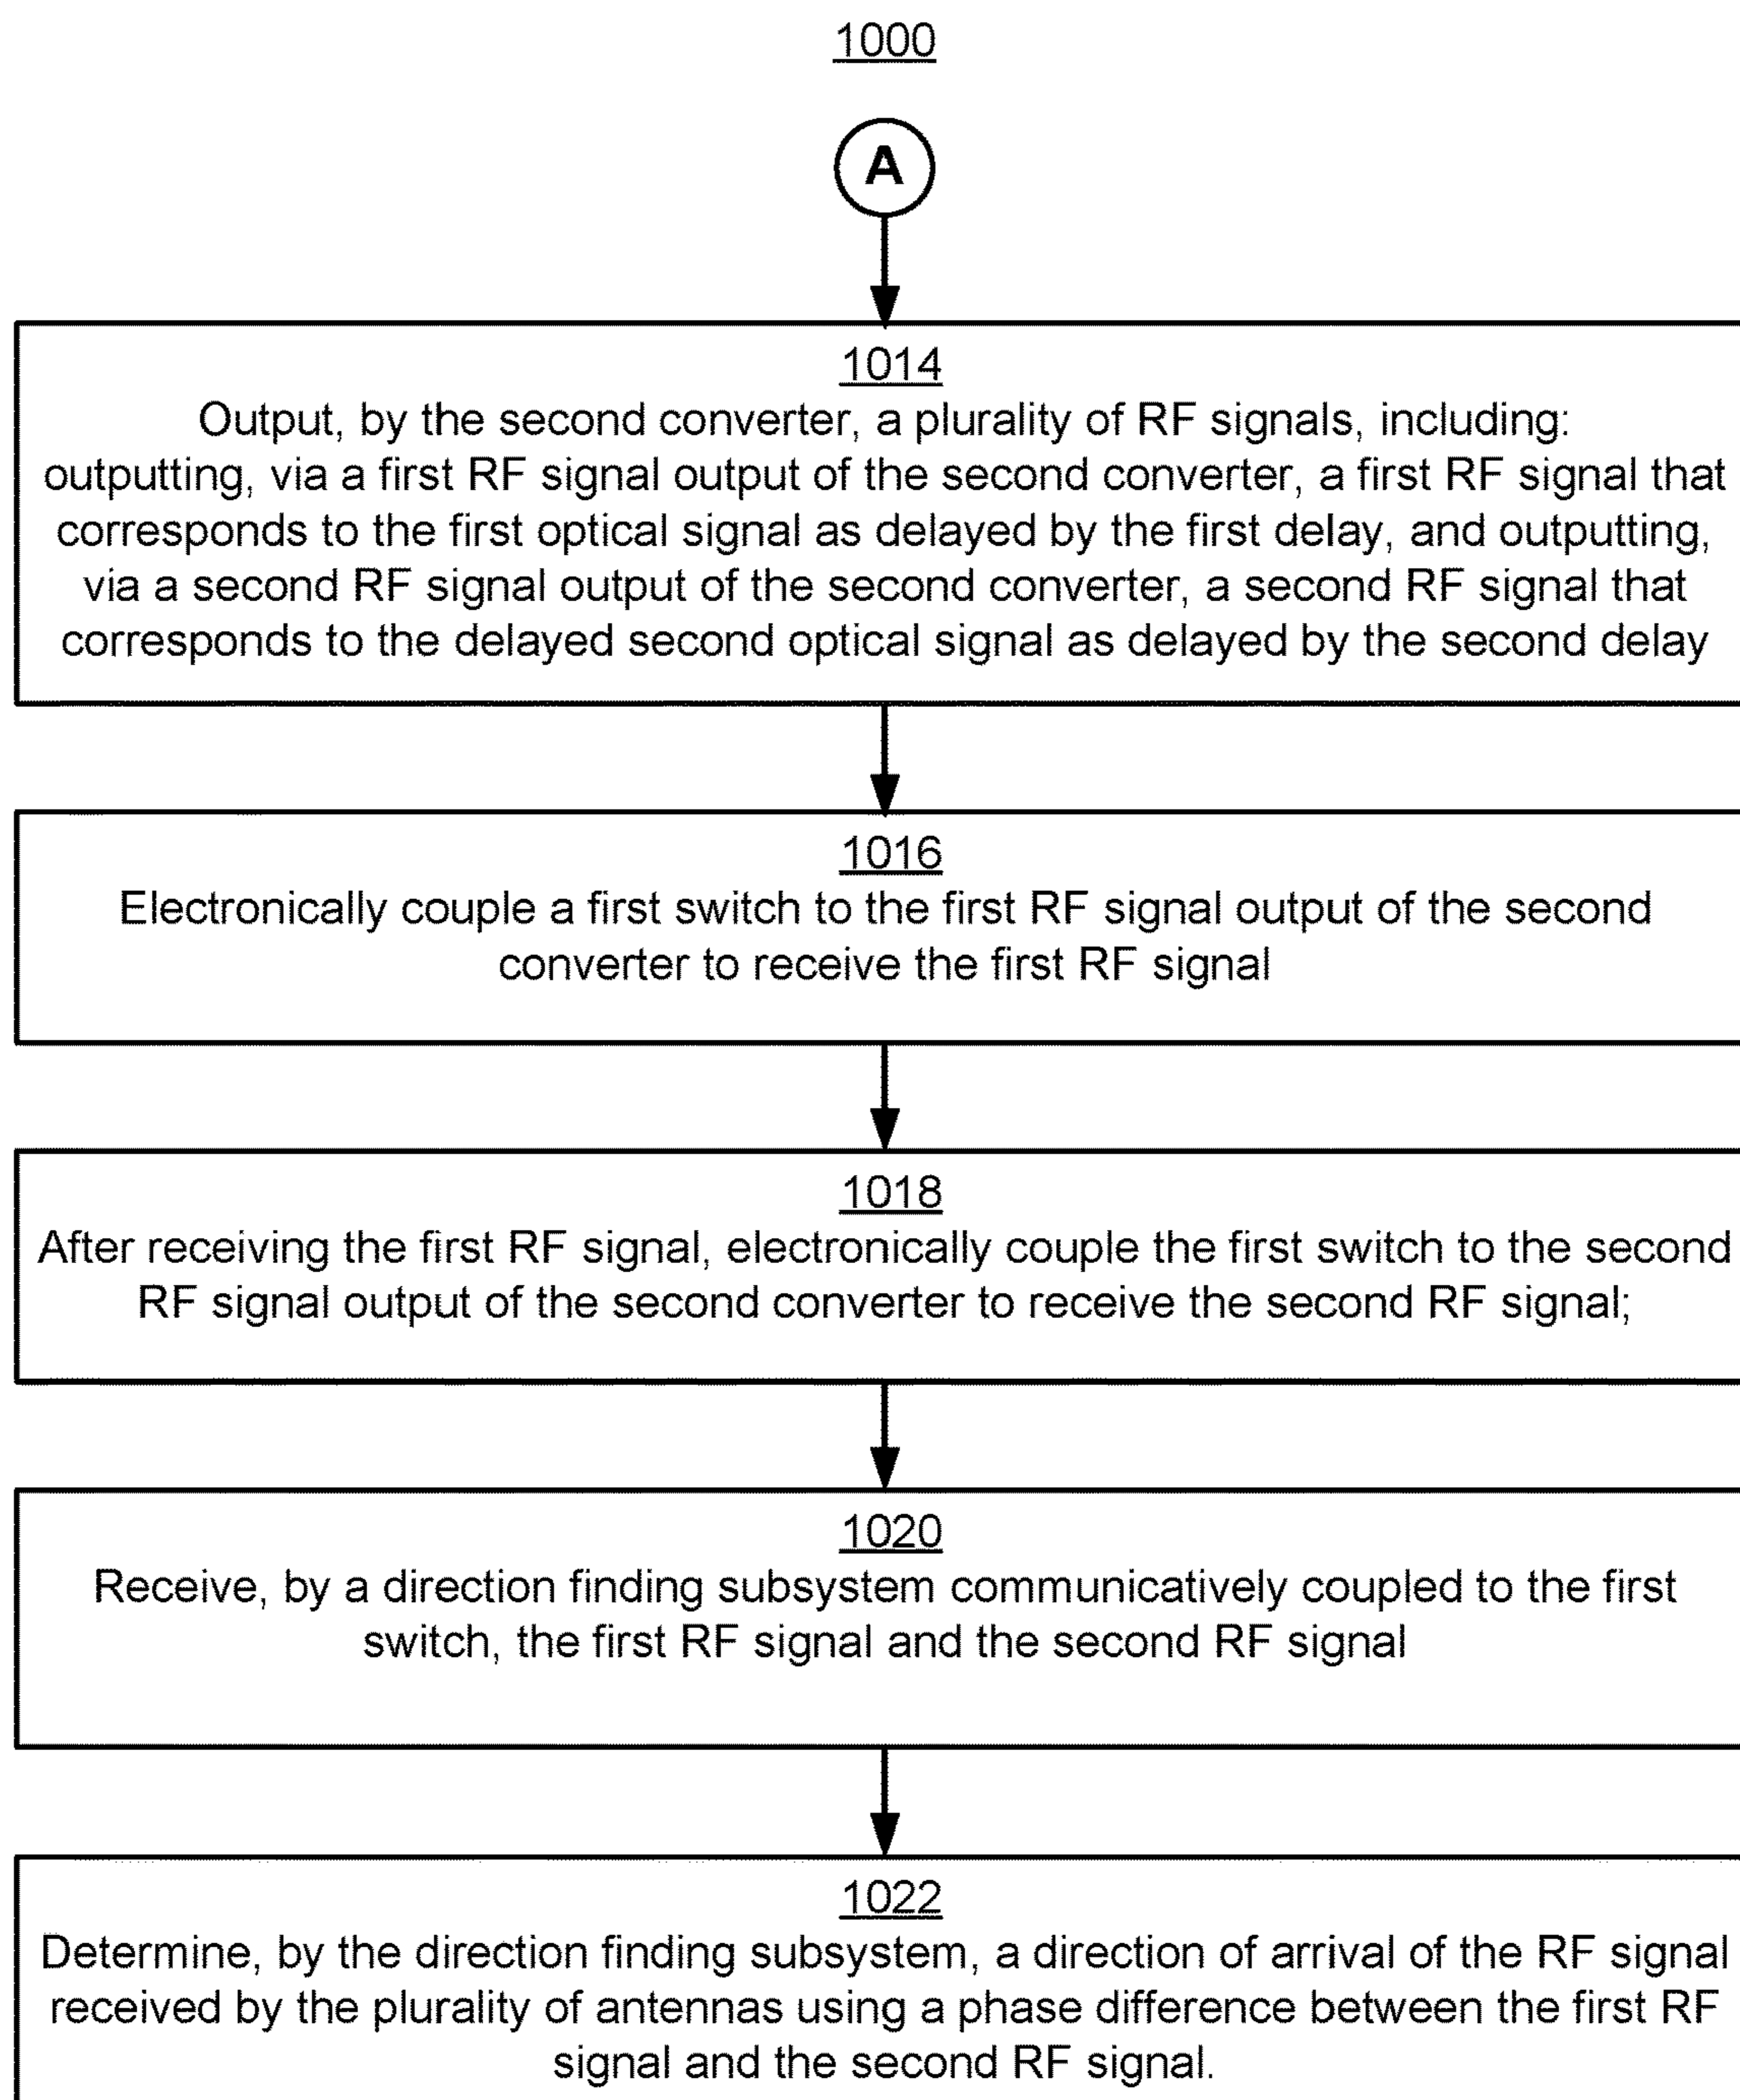 1000
A
1014
Output, by the second converter, a plurality of RF signals, including:
outputting, via a first RF signal output of the second converter, a first RF signal that
corresponds to the first optical signal as delayed by the first delay, and outputting,
via a second RF signal output of the second converter, a second RF signal that
corresponds to the delayed second optical signal as delayed by the second delay
1016
Electronically couple a first switch to the first RF signal output of the second
converter to receive the first RF signal
1018
After receiving the first RF signal, electronically couple the first switch to the second
RF signal output of the second converter to receive the second RF signal;
1020
Receive, by a direction finding subsystem communicatively coupled to the first
switch, the first RF signal and the second RF signal
1022
Determine, by the direction finding subsystem, a direction of arrival of the RF signal
received by the plurality of antennas using a phase difference between the first RF
signal and the second RF signal.